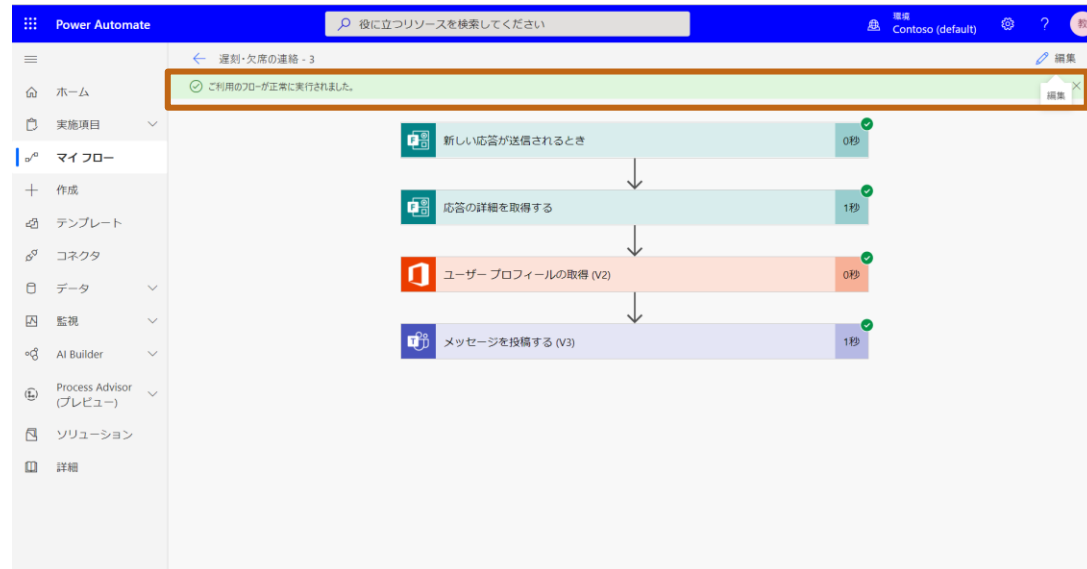 Power Automate
役に立つリソースを検索してください
環境
Contoso (default)
?
教
遅刻・欠席の連絡 - 3
編集
ご利用のフローが正常に実行されました。
編集
ホーム
実施項目
マイ フロー
作成
テンプレート
コネクタ
データ
監視
AI Builder
Process Advisor
(プレビュー)
ソリューション
詳細
新しい応答が送信されるとき
0秒
応答の詳細を取得する
1秒
ユーザー プロフィールの取得 (V2)
0秒
メッセージを投稿する (V3)
1秒